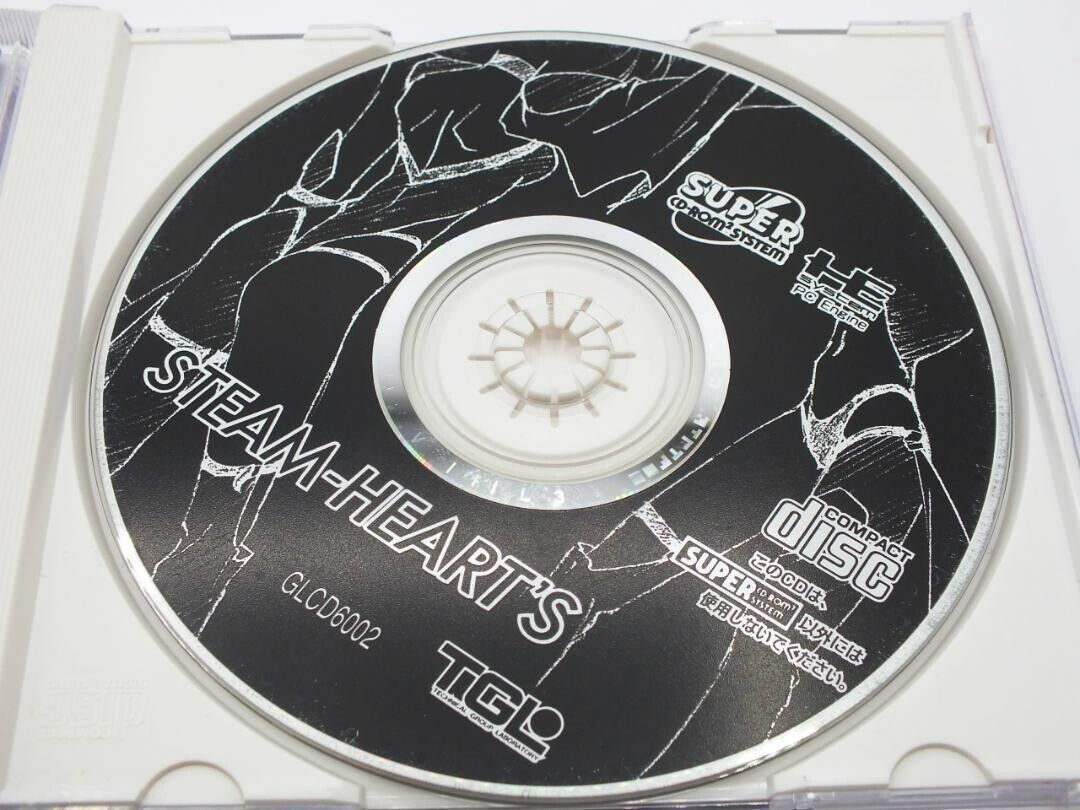 SUPER
CD-ROM² SYSTEM
HE
SYSTEM
PC Engine
STEAM-HEART'S
GLCD6002
TGL
TECHNICAL GROUP LABORATORY
COMPACT
disc
このCDは、
SUPER CD-ROM² SYSTEM 以外には
使用しないでください。